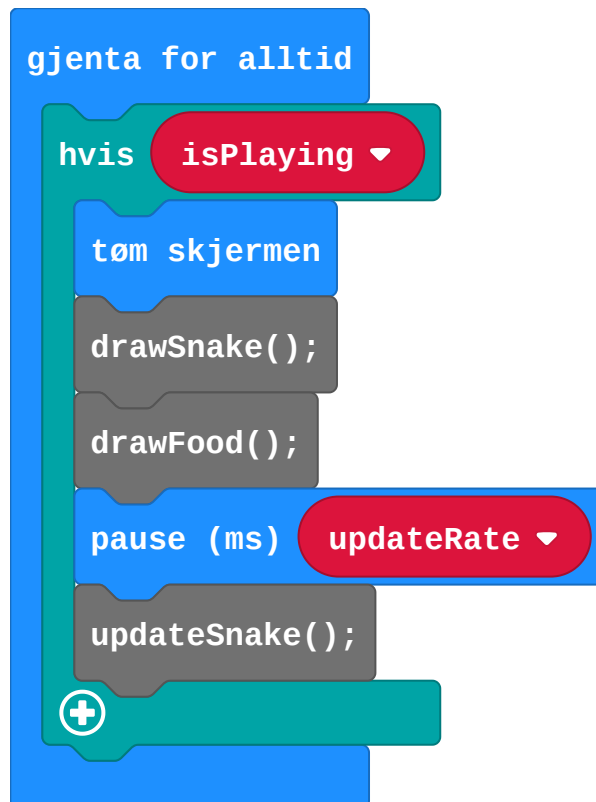 gjenta for alltid
hvis isPlaying
tøm skjermen
drawSnake();
drawFood();
pause (ms) updateRate
updateSnake();